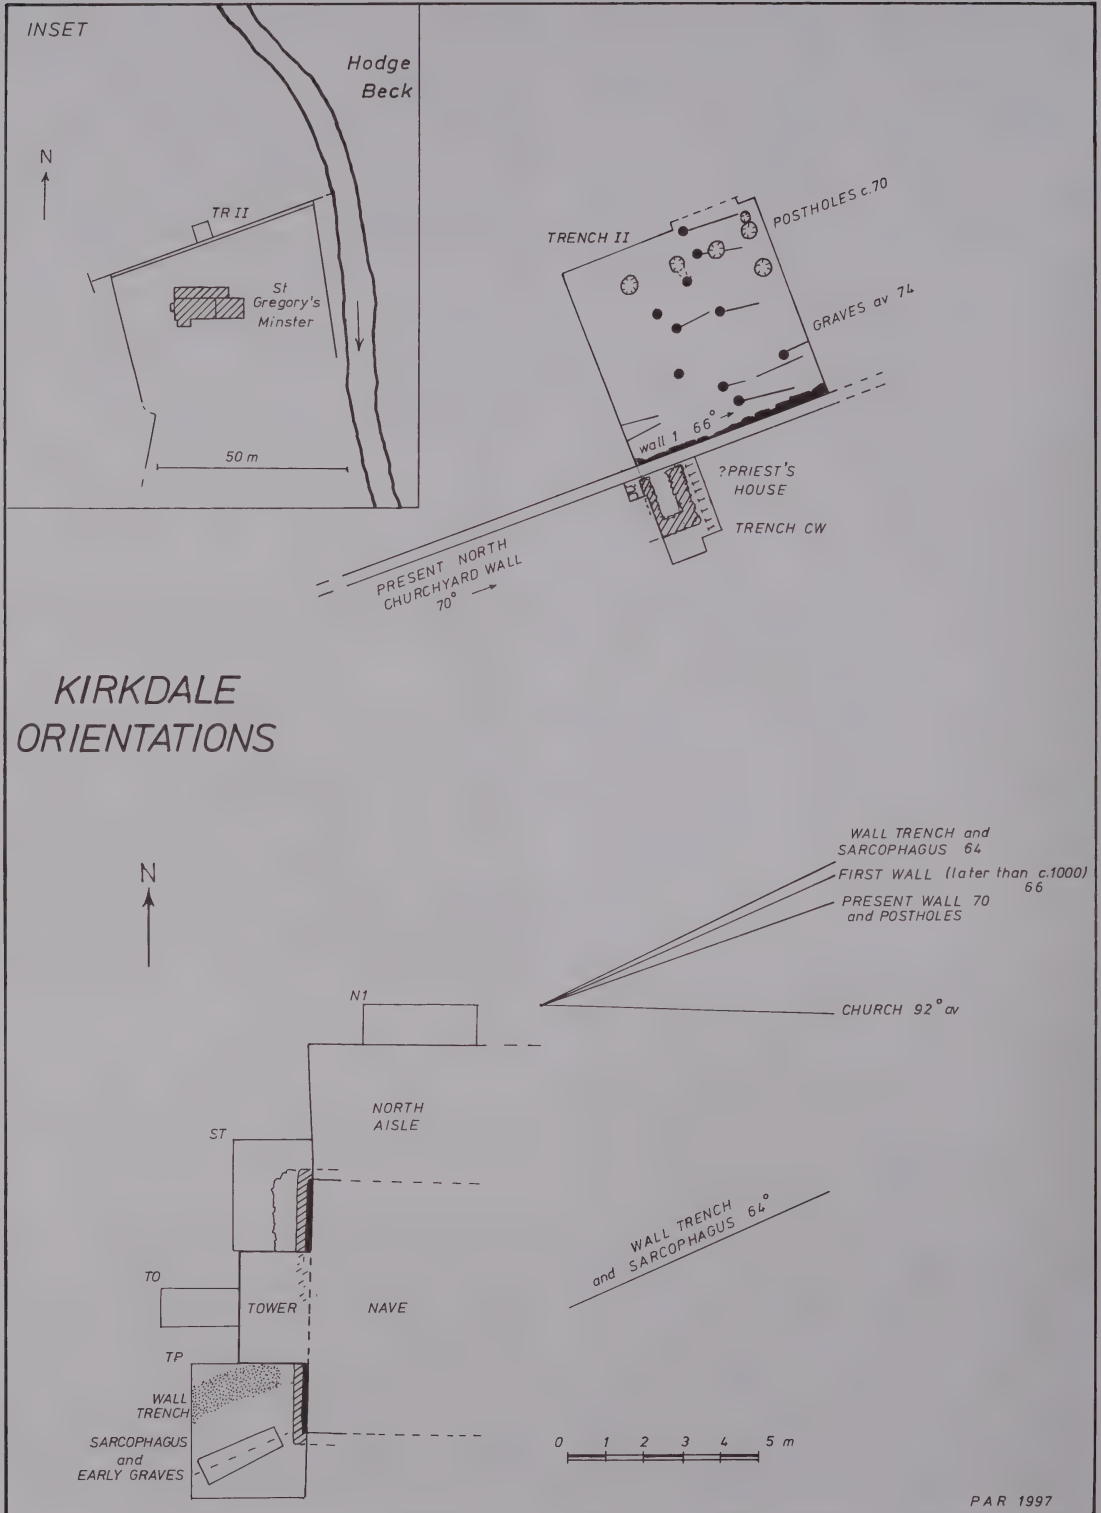 INSET
Hodge
Beck
N
TR II
St
Gregory's
Minster
50 m
TRENCH II
POSTHOLES c.70
GRAVES av 74
wall 1 66°
?PRIEST'S
HOUSE
TRENCH CW
PRESENT NORTH
CHURCHYARD WALL
70°
KIRKDALE
ORIENTATIONS
N
WALL TRENCH and
SARCOPHAGUS 64
FIRST WALL (later than c.1000)
66
PRESENT WALL 70
and POSTHOLES
CHURCH 92° av
N1
NORTH
AISLE
ST
WALL TRENCH
and SARCOPHAGUS 64°
TO
TOWER
NAVE
TP
WALL
TRENCH
SARCOPHAGUS
and
EARLY GRAVES
0 1 2 3 4 5 m
PAR 1997